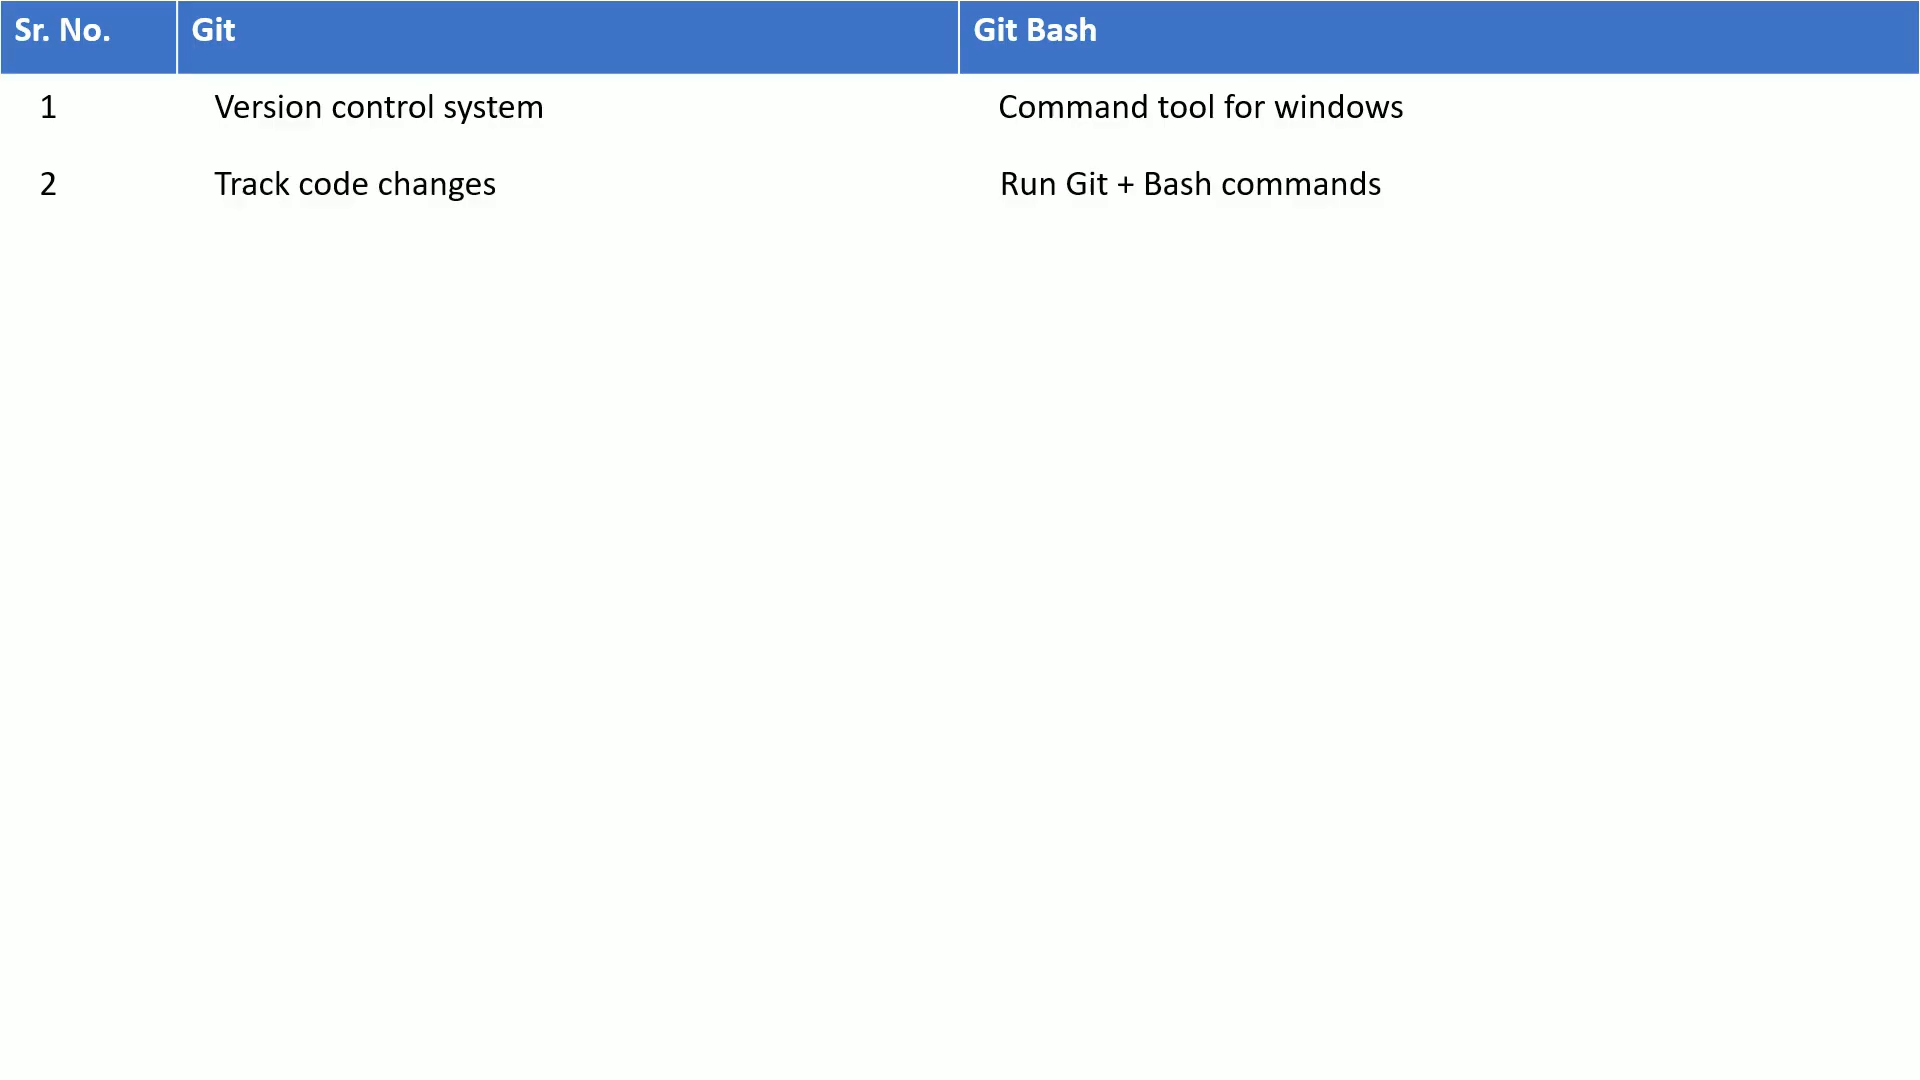 Sr. No. Git Git Bash
1 Version control system Command tool for windows
2 Track code changes Run Git + Bash commands